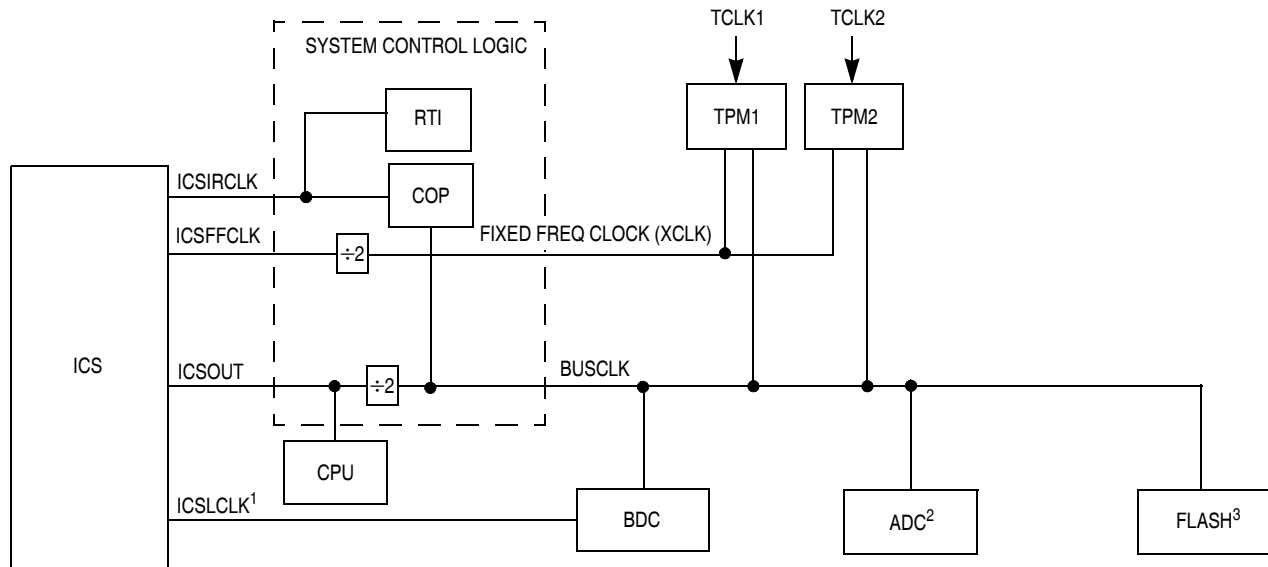 TCLK1 TCLK2
SYSTEM CONTROL LOGIC
RTI
TPM1 TPM2
ICSIRCLK
COP
ICSFFCLK
÷2
FIXED FREQ CLOCK (XCLK)
ICS
ICSOUT
÷2
BUSCLK
CPU
ICSLCLK¹
BDC
ADC²
FLASH³